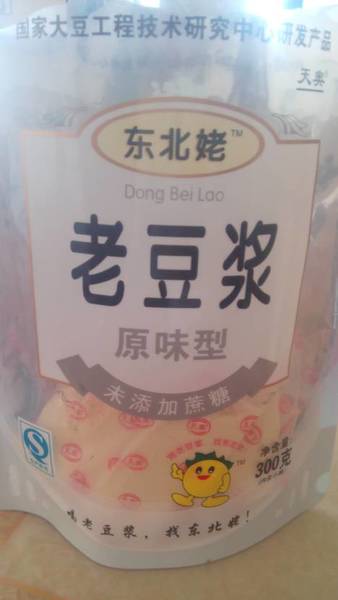 国家大豆工程技术研究中心研发产品
天奥
东北姥™
Dong Bei Lao
老豆浆
原味型
未添加蔗糖
净含量:
300克
喝老豆浆，找东北姥！